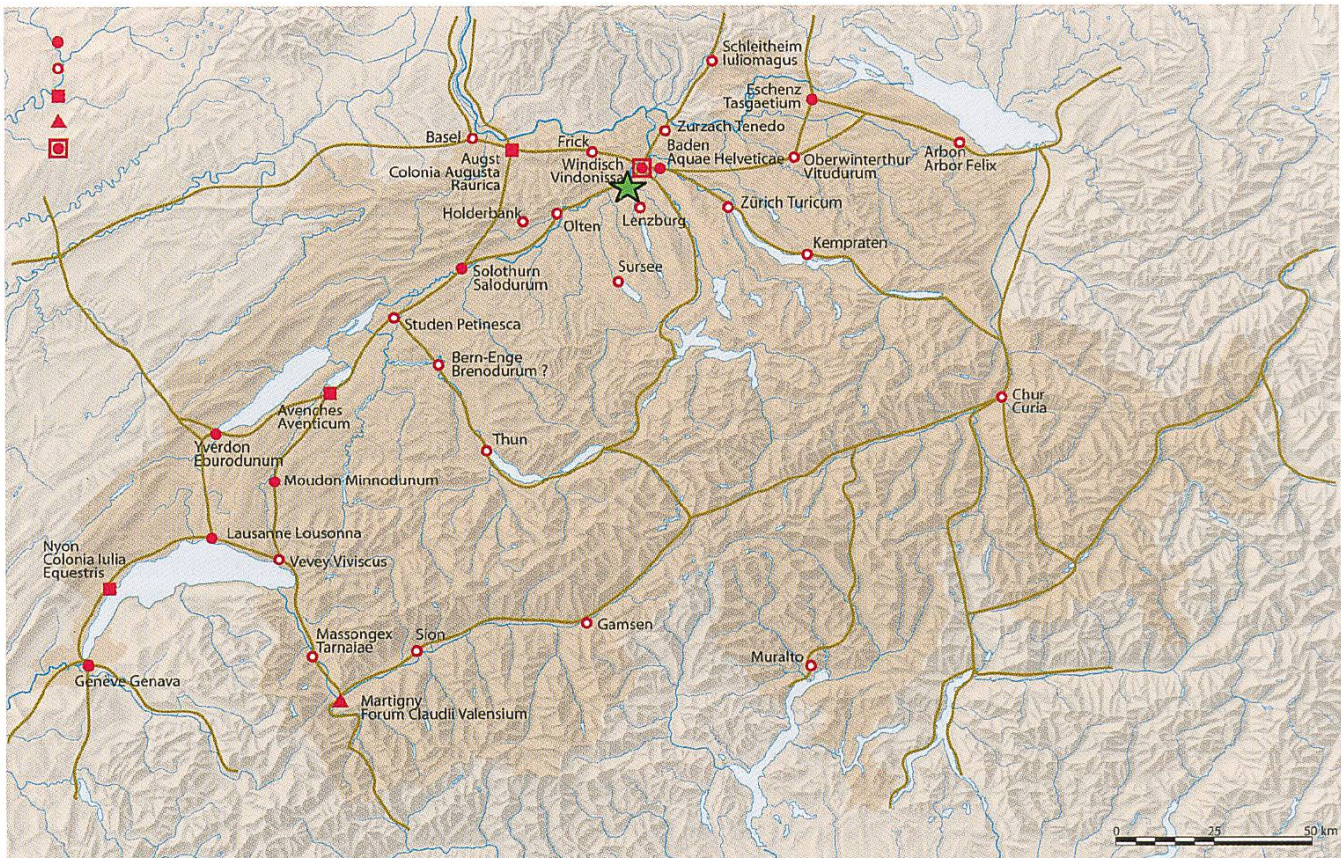 Schleitheim
Iuliomagus
Eschenz
Tasgaetium
Basel
Frick
Zurzach Tenedo
Augst
Colonia Augusta
Raurica
Windisch
Vindonissa
Baden
Aquae Helveticae
Oberwinterthur
Vitudurum
Arbon
Arbor Felix
Holderbank
Olten
Lenzburg
Zürich Turicum
Kempraten
Solothurn
Salodurum
Sursee
Studen Petinesca
Bern-Enge
Brenodurum ?
Avenches
Aventicum
Chur
Curia
Yverdon
Eburodunum
Thun
Moudon Minnodunum
Lausanne Lousonna
Nyon
Colonia Iulia
Equestris
Vevey Viviscus
Massongex
Tarnaiae
Sion
Gamsen
Muralto
Genève Genava
Martigny
Forum Claudii Valensium
0 25 50 km